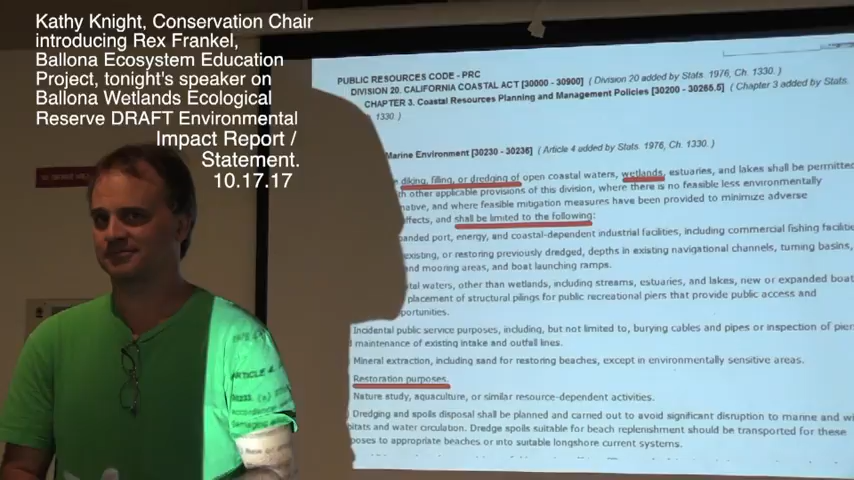 Kathy Knight, Conservation Chair
introducing Rex Frankel,
Ballona Ecosystem Education
Project, tonight's speaker on
Ballona Wetlands Ecological
Reserve DRAFT Environmental
Impact Report /
Statement.
10.17.17
PUBLIC RESOURCES CODE - PRC
DIVISION 20. CALIFORNIA COASTAL ACT [30000 - 30900] ( Division 20 added by Stats. 1976, Ch. 1330. )
CHAPTER 3. Coastal Resources Planning and Management Policies [30200 - 30265.5] ( Chapter 3 added by Stats.
1330. )
Marine Environment [30230 - 30236] ( Article 4 added by Stats. 1976, Ch. 1330. )
diking, filling, or dredging of open coastal waters, wetlands, estuaries, and lakes shall be permitted
other applicable provisions of this division, where there is no feasible less environmentally
and where feasible mitigation measures have been provided to minimize adverse
and shall be limited to the following:
port, energy, and coastal-dependent industrial facilities, including commercial fishing
existing, or restoring previously dredged, depths in existing navigational channels, turning basins,
and mooring areas, and boat launching ramps.
waters, other than wetlands, including streams, estuaries, and lakes, new or expanded boat
placement of structural pilings for public recreational piers that provide public access and
Incidental public service purposes, including, but not limited to, burying cables and pipes or inspection of
maintenance of existing intake and outfall lines.
Mineral extraction, including sand for restoring beaches, except in environmentally sensitive areas.
Restoration purposes.
Nature study, aquaculture, or similar resource-dependent activities.
Dredging and spoils disposal shall be planned and carried out to avoid significant disruption to marine and
and water circulation. Dredge spoils suitable for beach replenishment should be transported for these
to appropriate beaches or into suitable longshore current systems.
ARTICLE 4.